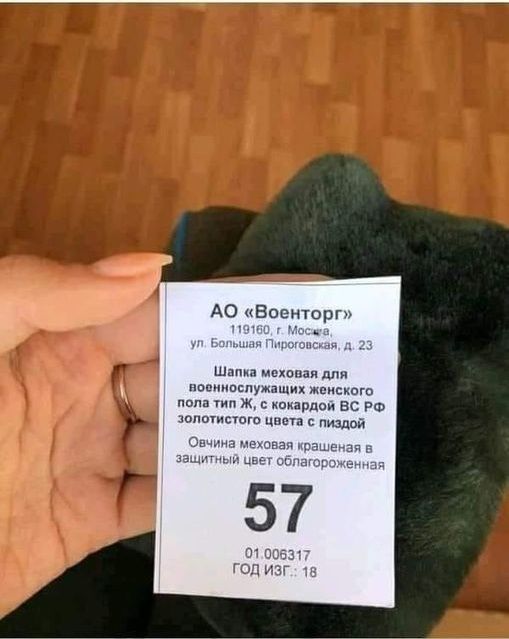 АО «Военторг»
119160, г. Москва,
ул. Большая Пироговская, д. 23
Шапка меховая для
военнослужащих женского
пола тип Ж, с кокардой ВС РФ
золотистого цвета с пиздой
Овчина меховая крашеная в
защитный цвет облагороженная
57
01.006317
ГОД ИЗГ.: 18